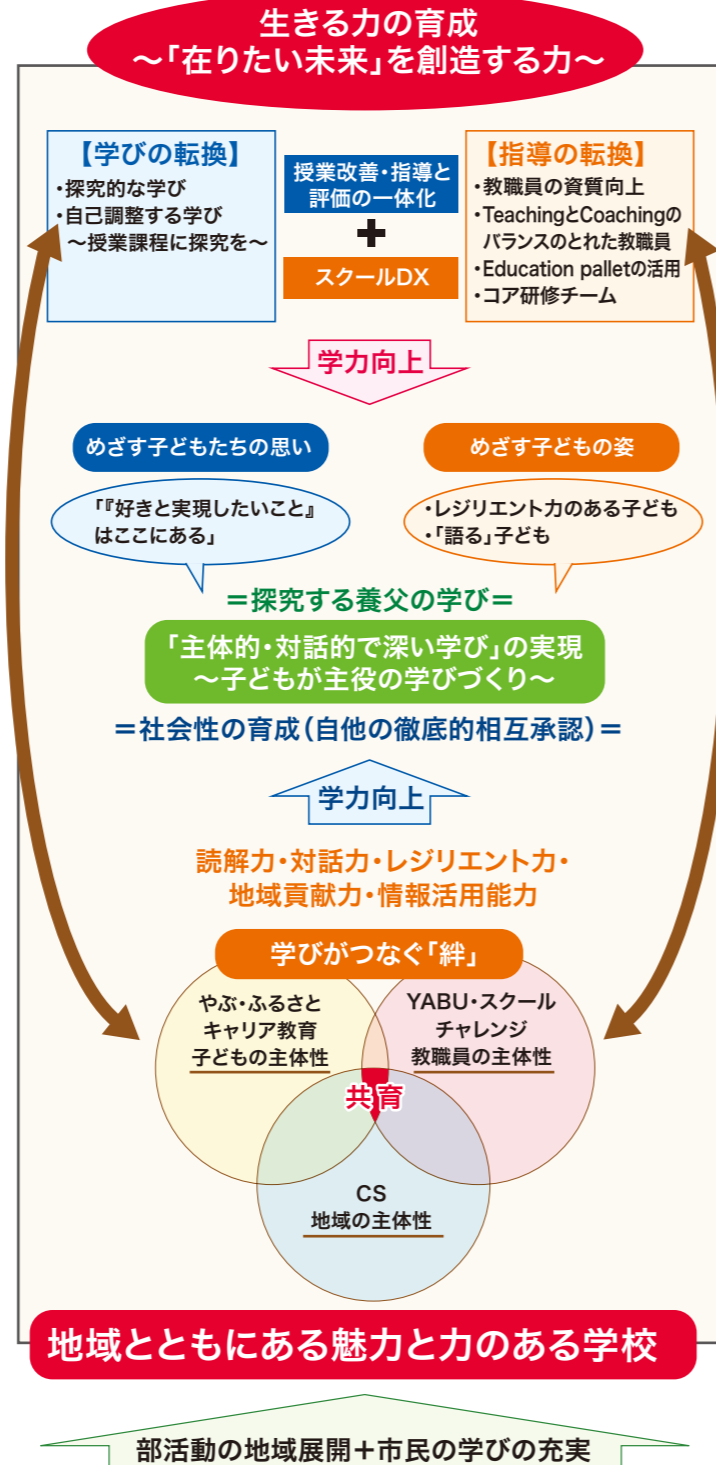 生きる力の育成
～「在りたい未来」を創造する力～
【学びの転換】
・探究的な学び
・自己調整する学び
～授業課程に探究を～
授業改善・指導と
評価の一体化
+
スクールDX
【指導の転換】
・教職員の資質向上
・TeachingとCoachingの
バランスのとれた教職員
・Education palletの活用
・コア研修チーム
学力向上
めざす子どもたちの思い
「『好きと実現したいこと』
はここにある」
めざす子どもの姿
・レジリエント力のある子ども
・「語る」子ども
＝探究する養父の学び＝
「主体的・対話的で深い学び」の実現
～子どもが主役の学びづくり～
＝社会性の育成（自他の徹底的相互承認）＝
学力向上
読解力・対話力・レジリエント力・
地域貢献力・情報活用能力
学びがつなぐ「絆」
やぶ・ふるさと
キャリア教育
子どもの主体性
YABU・スクール
チャレンジ
教職員の主体性
共育
CS
地域の主体性
地域とともにある魅力と力のある学校
部活動の地域展開＋市民の学びの充実